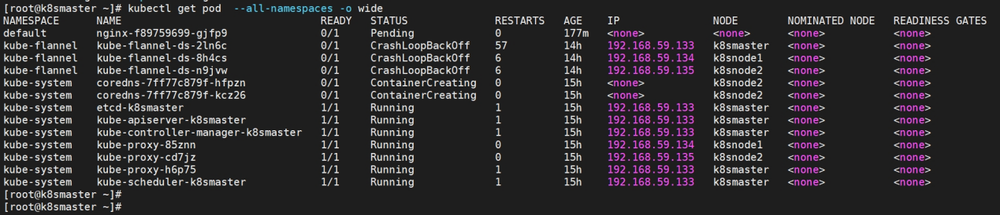 [root@k8smaster ~]# kubectl get pod  --all-namespaces -o wide
NAMESPACE      NAME                                READY   STATUS              RESTARTS   AGE    IP               NODE        NOMINATED NODE   READINESS GATES
default        nginx-f89759699-gjfp9               0/1     Pending             0          177m   <none>           <none>      <none>           <none>
kube-flannel   kube-flannel-ds-2ln6c               0/1     CrashLoopBackOff    57         14h    192.168.59.133   k8smaster   <none>           <none>
kube-flannel   kube-flannel-ds-8h4cs               0/1     CrashLoopBackOff    6          14h    192.168.59.134   k8snode1    <none>           <none>
kube-flannel   kube-flannel-ds-n9jvw               0/1     CrashLoopBackOff    6          14h    192.168.59.135   k8snode2    <none>           <none>
kube-system    coredns-7ff77c879f-hfpzn            0/1     ContainerCreating   0          15h    <none>           k8snode2    <none>           <none>
kube-system    coredns-7ff77c879f-kcz26            0/1     ContainerCreating   0          15h    <none>           k8snode2    <none>           <none>
kube-system    etcd-k8smaster                      1/1     Running             1          15h    192.168.59.133   k8smaster   <none>           <none>
kube-system    kube-apiserver-k8smaster            1/1     Running             1          15h    192.168.59.133   k8smaster   <none>           <none>
kube-system    kube-controller-manager-k8smaster   1/1     Running             1          15h    192.168.59.133   k8smaster   <none>           <none>
kube-system    kube-proxy-85znn                    1/1     Running             0          15h    192.168.59.134   k8snode1    <none>           <none>
kube-system    kube-proxy-cd7jz                    1/1     Running             0          15h    192.168.59.135   k8snode2    <none>           <none>
kube-system    kube-proxy-h6p75                    1/1     Running             1          15h    192.168.59.133   k8smaster   <none>           <none>
kube-system    kube-scheduler-k8smaster            1/1     Running             1          15h    192.168.59.133   k8smaster   <none>           <none>
[root@k8smaster ~]#
[root@k8smaster ~]#